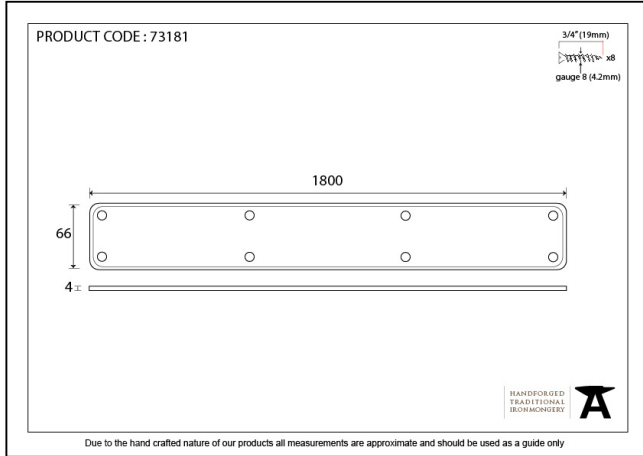 PRODUCT CODE : 73181
3/4" (19mm)
x8
gauge 8 (4.2mm)
1800
66
4
HANDFORGED
TRADITIONAL
IRONMONGERY
Due to the hand crafted nature of our products all measurements are approximate and should be used as a guide only